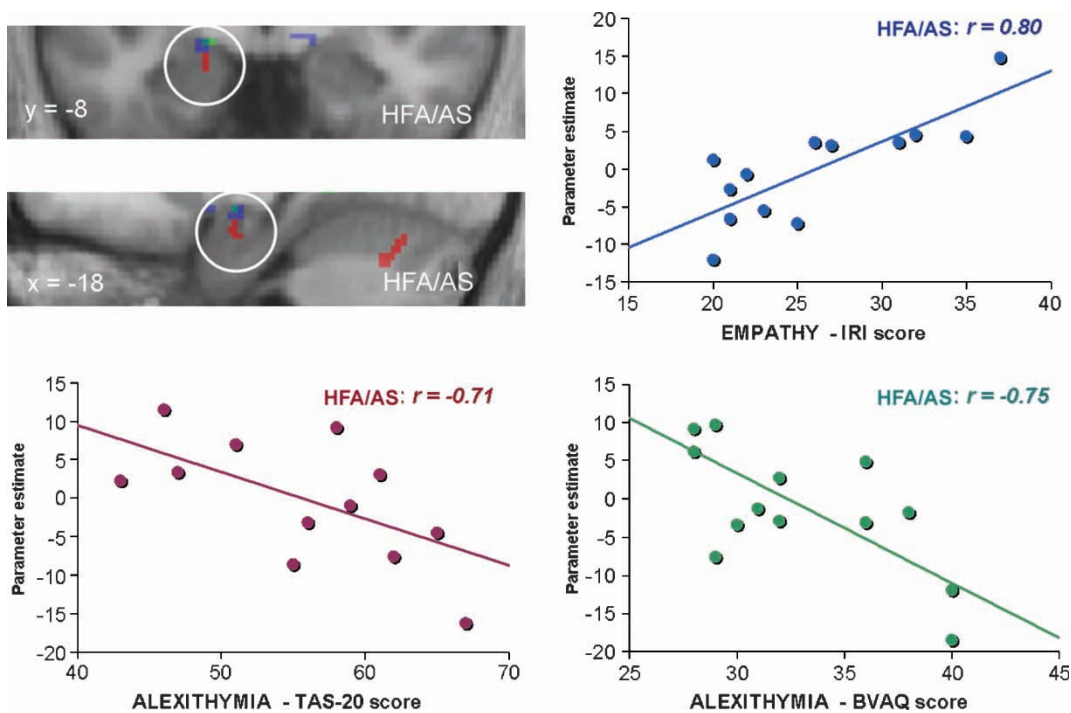 y = -8
HFA/AS
x = -18
HFA/AS
HFA/AS: r = 0.80
Parameter estimate
20
15
10
5
0
-5
-10
-15
15 20 25 30 35 40
EMPATHY - IRI score
HFA/AS: r = -0.71
Parameter estimate
15
10
5
0
-5
-10
-15
-20
40 50 60 70
ALEXITHYMIA - TAS-20 score
HFA/AS: r = -0.75
Parameter estimate
15
10
5
0
-5
-10
-15
-20
25 30 35 40 45
ALEXITHYMIA - BVAQ score